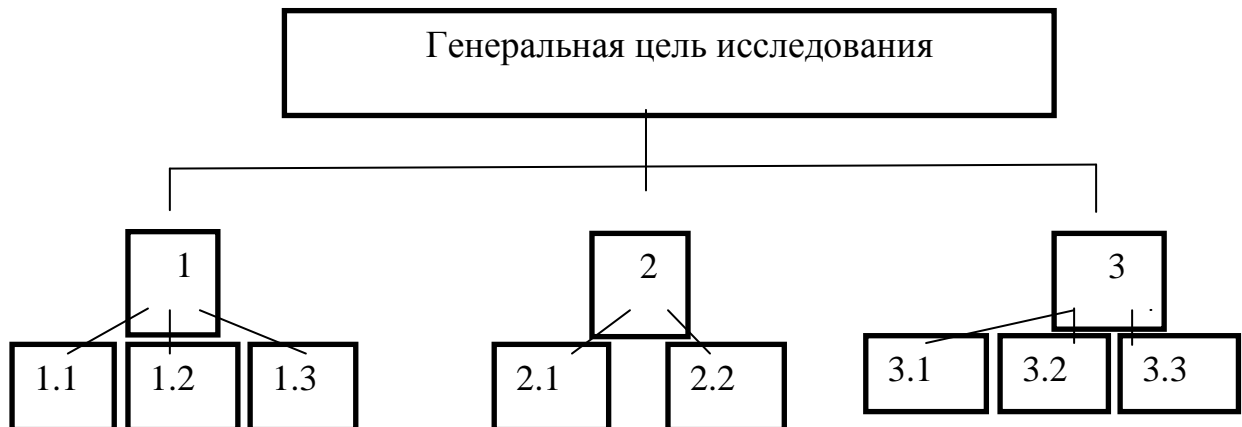 Генеральная цель исследования
1 2 3
1.1 1.2 1.3 2.1 2.2 3.1 3.2 3.3